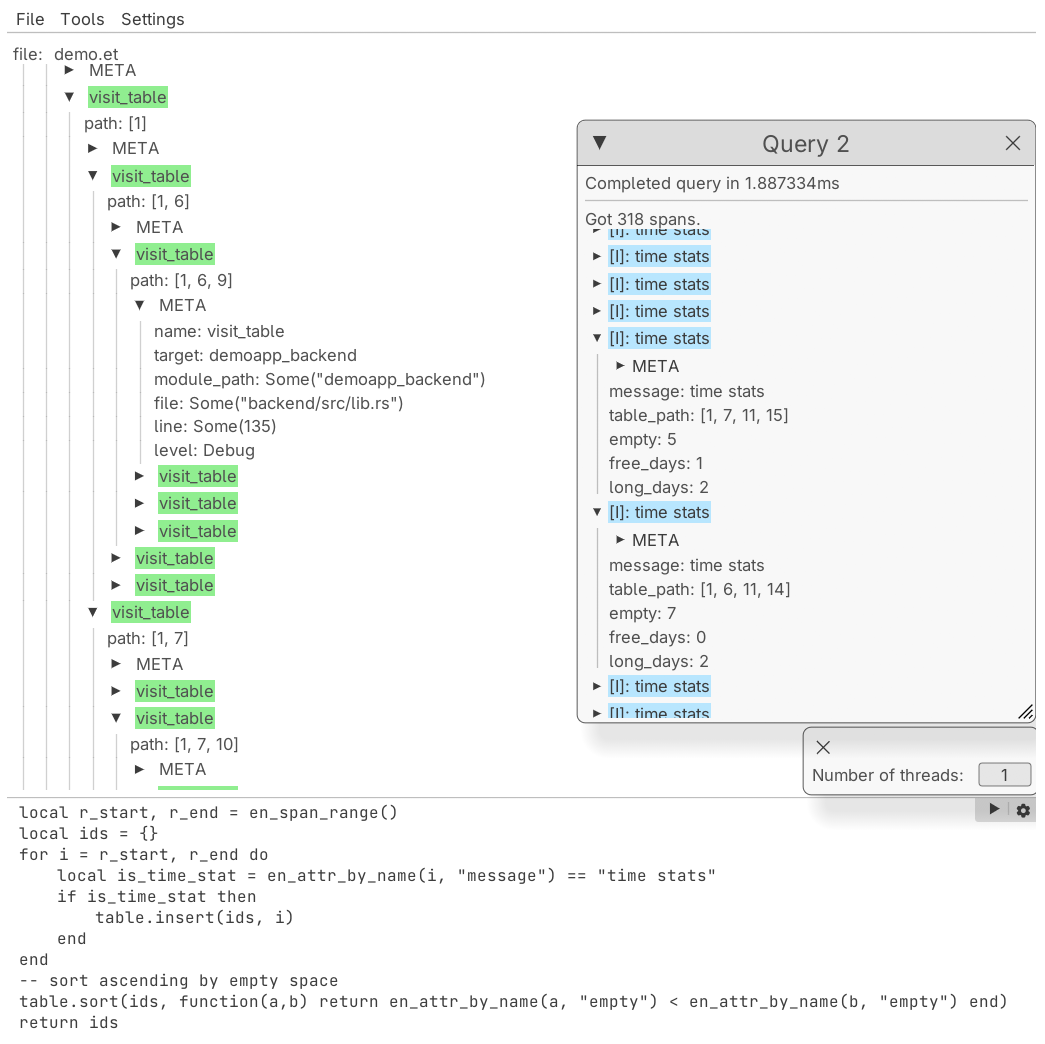 File Tools Settings
file: demo.et
META
visit_table
path: [1]
META
visit_table
path: [1, 6]
META
visit_table
path: [1, 6, 9]
META
name: visit_table
target: demoapp_backend
module_path: Some("demoapp_backend")
file: Some("backend/src/lib.rs")
line: Some(135)
level: Debug
visit_table
visit_table
visit_table
visit_table
visit_table
visit_table
path: [1, 7]
META
visit_table
visit_table
path: [1, 7, 10]
META
Query 2
Completed query in 1.887334ms
Got 318 spans.
[I]: time stats
[I]: time stats
[I]: time stats
[I]: time stats
[I]: time stats
META
message: time stats
table_path: [1, 7, 11, 15]
empty: 5
free_days: 1
long_days: 2
[I]: time stats
META
message: time stats
table_path: [1, 6, 11, 14]
empty: 7
free_days: 0
long_days: 2
[I]: time stats
[I]: time stats
Number of threads: 1
local r_start, r_end = en_span_range()
local ids = {}
for i = r_start, r_end do
    local is_time_stat = en_attr_by_name(i, "message") == "time stats"
    if is_time_stat then
        table.insert(ids, i)
    end
end
-- sort ascending by empty space
table.sort(ids, function(a,b) return en_attr_by_name(a, "empty") < en_attr_by_name(b, "empty") end)
return ids